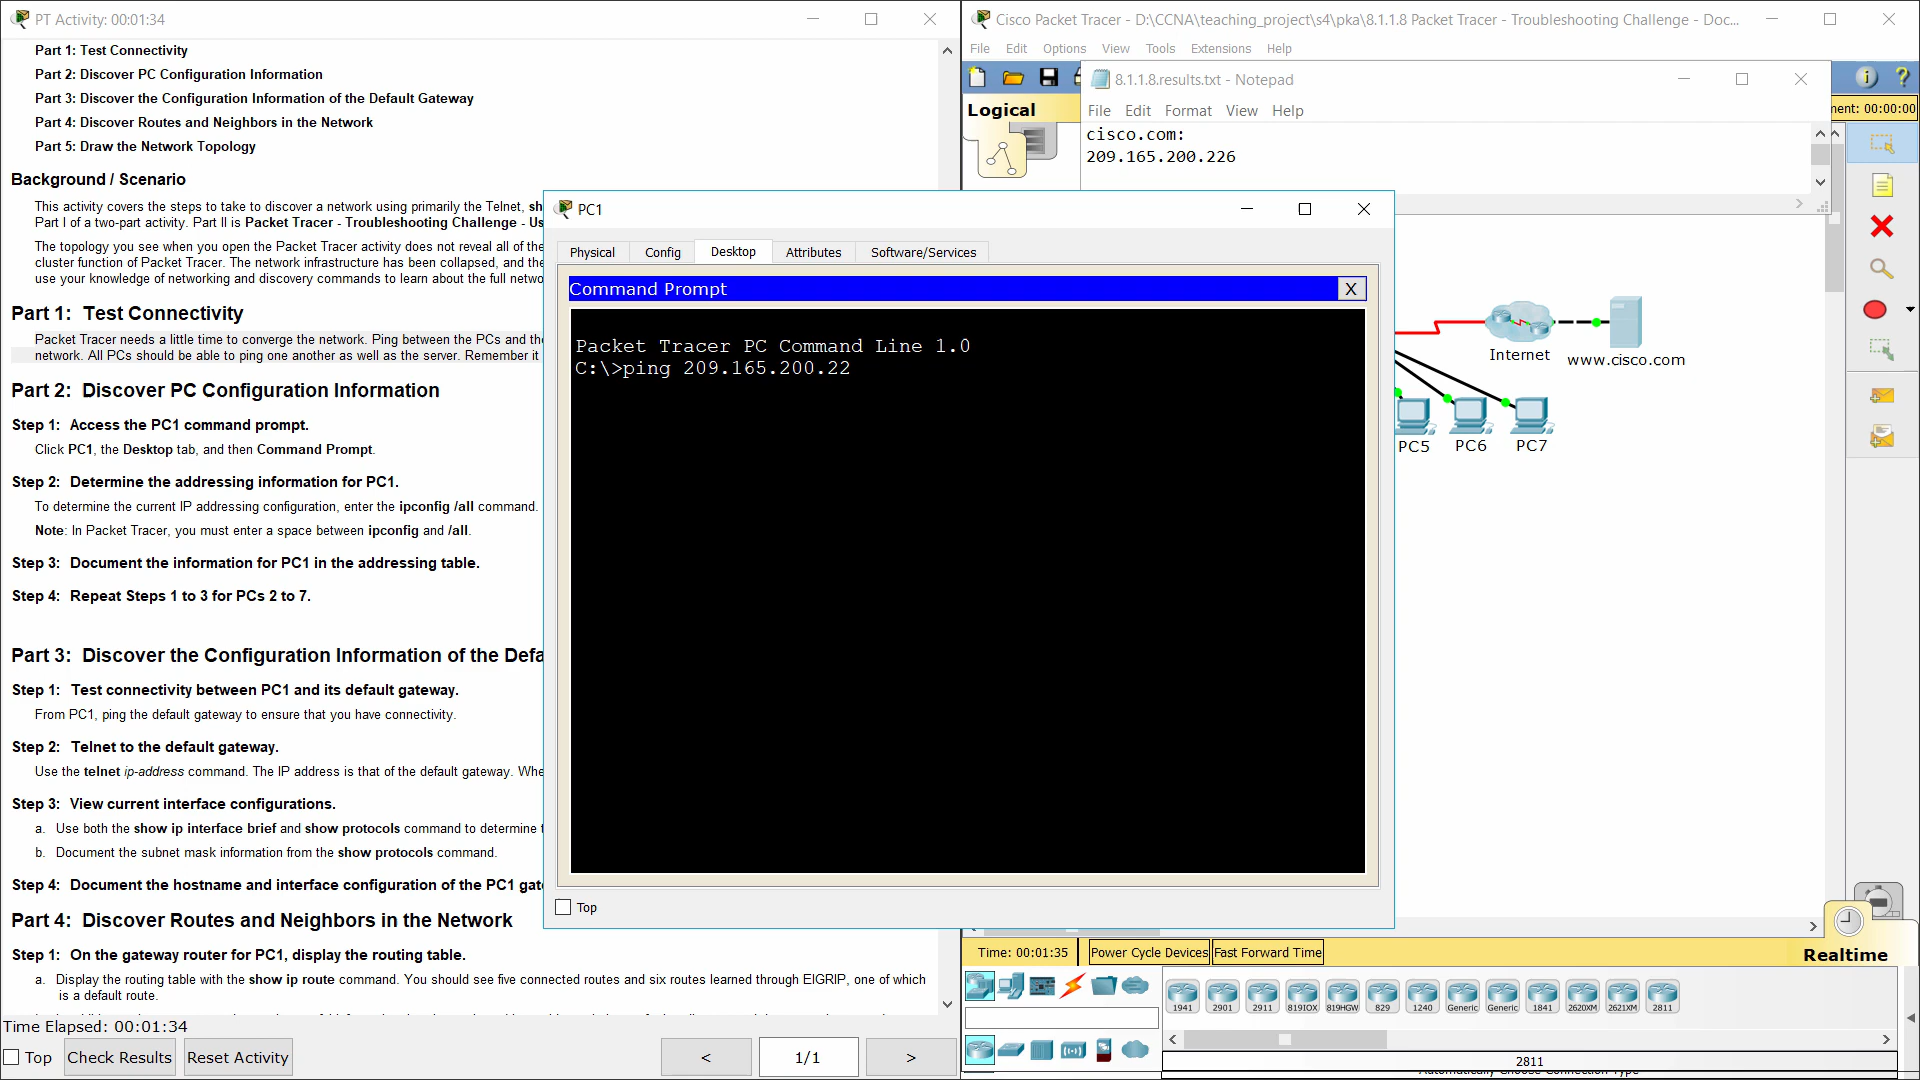 PT Activity: 00:01:34
Part 1: Test Connectivity
Part 2: Discover PC Configuration Information
Part 3: Discover the Configuration Information of the Default Gateway
Part 4: Discover Routes and Neighbors in the Network
Part 5: Draw the Network Topology
Background / Scenario
This activity covers the steps to take to discover a network using primarily the Telnet, sh
Part I of a two-part activity. Part II is Packet Tracer - Troubleshooting Challenge - Us
The topology you see when you open the Packet Tracer activity does not reveal all of the
cluster function of Packet Tracer. The network infrastructure has been collapsed, and the
use your knowledge of networking and discovery commands to learn about the full netwo
Part 1: Test Connectivity
Packet Tracer needs a little time to converge the network. Ping between the PCs and the
network. All PCs should be able to ping one another as well as the server. Remember it
Part 2: Discover PC Configuration Information
Step 1: Access the PC1 command prompt.
Click PC1, the Desktop tab, and then Command Prompt.
Step 2: Determine the addressing information for PC1.
To determine the current IP addressing configuration, enter the ipconfig /all command.
Note: In Packet Tracer, you must enter a space between ipconfig and /all.
Step 3: Document the information for PC1 in the addressing table.
Step 4: Repeat Steps 1 to 3 for PCs 2 to 7.
Part 3: Discover the Configuration Information of the Defa
Step 1: Test connectivity between PC1 and its default gateway.
From PC1, ping the default gateway to ensure that you have connectivity.
Step 2: Telnet to the default gateway.
Use the telnet ip-address command. The IP address is that of the default gateway. Whe
Step 3: View current interface configurations.
a. Use both the show ip interface brief and show protocols command to determine t
b. Document the subnet mask information from the show protocols command.
Step 4: Document the hostname and interface configuration of the PC1 gat
Part 4: Discover Routes and Neighbors in the Network
Step 1: On the gateway router for PC1, display the routing table.
a. Display the routing table with the show ip route command. You should see five connected routes and six routes learned through EIGRIP, one of which
is a default route.
Time Elapsed: 00:01:34
Top
Check Results
Reset Activity
<
1/1
>
Cisco Packet Tracer - D:\CCNA\teaching_project\s4\pka\8.1.1.8 Packet Tracer - Troubleshooting Challenge - Doc...
File Edit Options View Tools Extensions Help
Logical
8.1.1.8.results.txt - Notepad
File Edit Format View Help
cisco.com:
209.165.200.226
nent: 00:00:00
PC1
Physical Config Desktop Attributes Software/Services
Command Prompt
X
Packet Tracer PC Command Line 1.0
C:\>ping 209.165.200.22
Top
Internet
www.cisco.com
PC5
PC6
PC7
Time: 00:01:35
Power Cycle Devices
Fast Forward Time
Realtime
1941 2901 2911 819IOX 819HGW 829 1240 Generic Generic 1841 2620XM 2621XM 2811
2811
Automatically Choose Connection Type